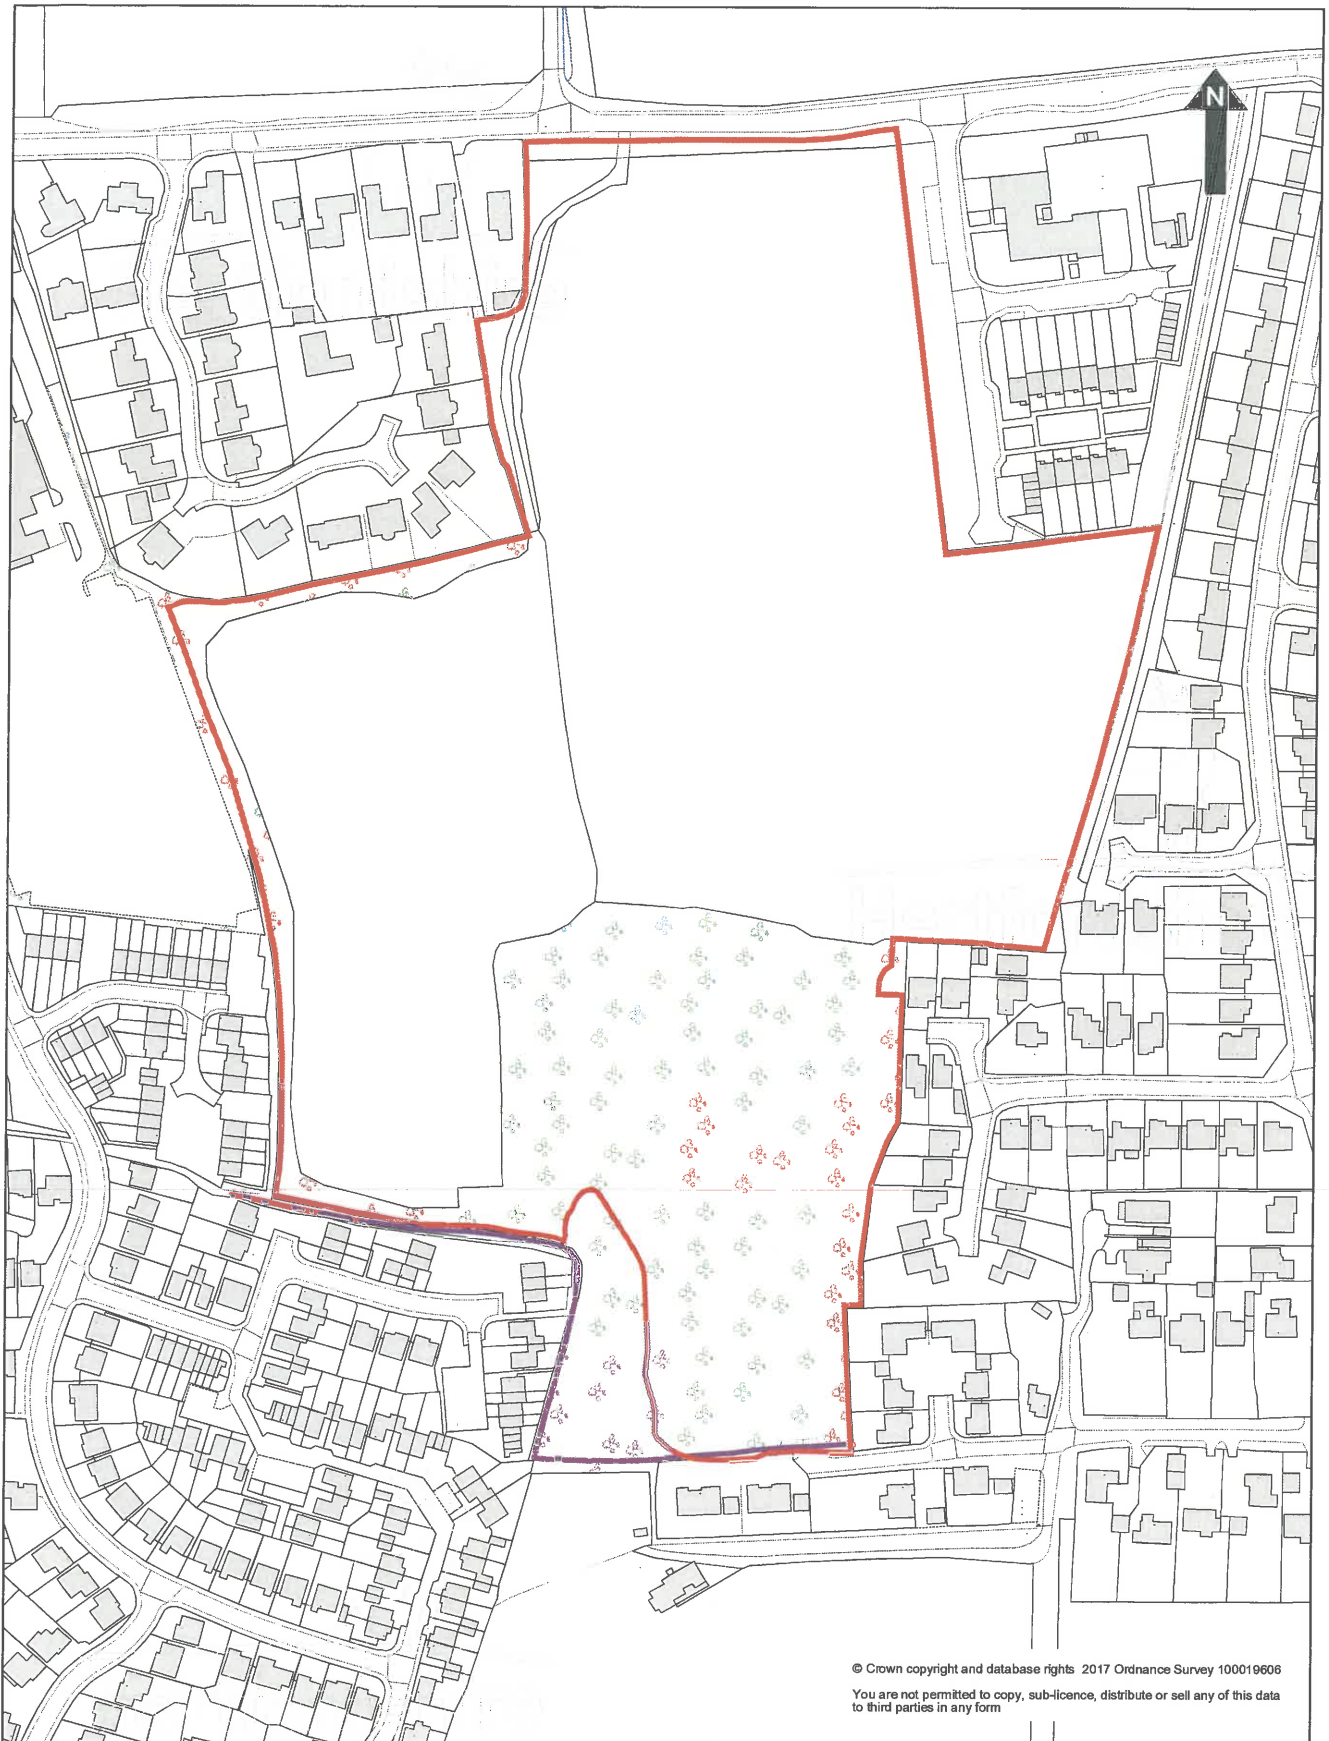 N
© Crown copyright and database rights 2017 Ordnance Survey 100019606
You are not permitted to copy, sub-licence, distribute or sell any of this data
to third parties in any form